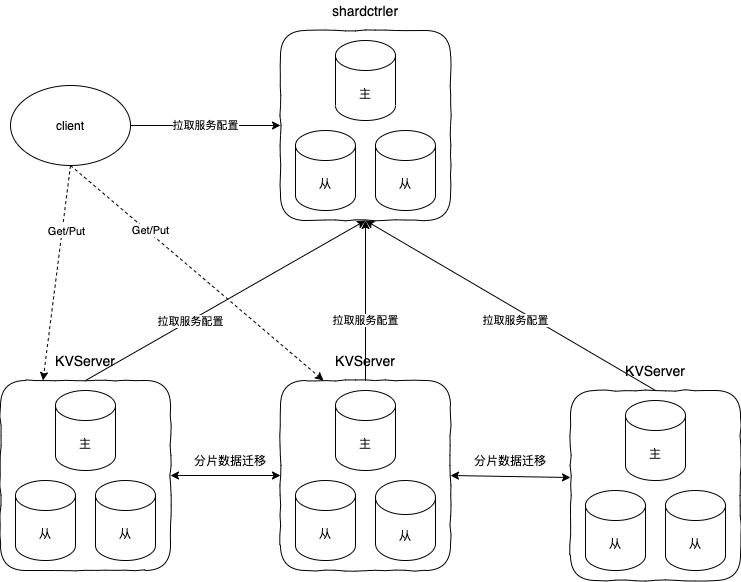 shardctrler
主
client
拉取服务配置
从
从
Get/Put
Get/Put
拉取服务配置
拉取服务配置
拉取服务配置
KVServer
KVServer
KVServer
主
主
主
分片数据迁移
分片数据迁移
从
从
从
从
从
从